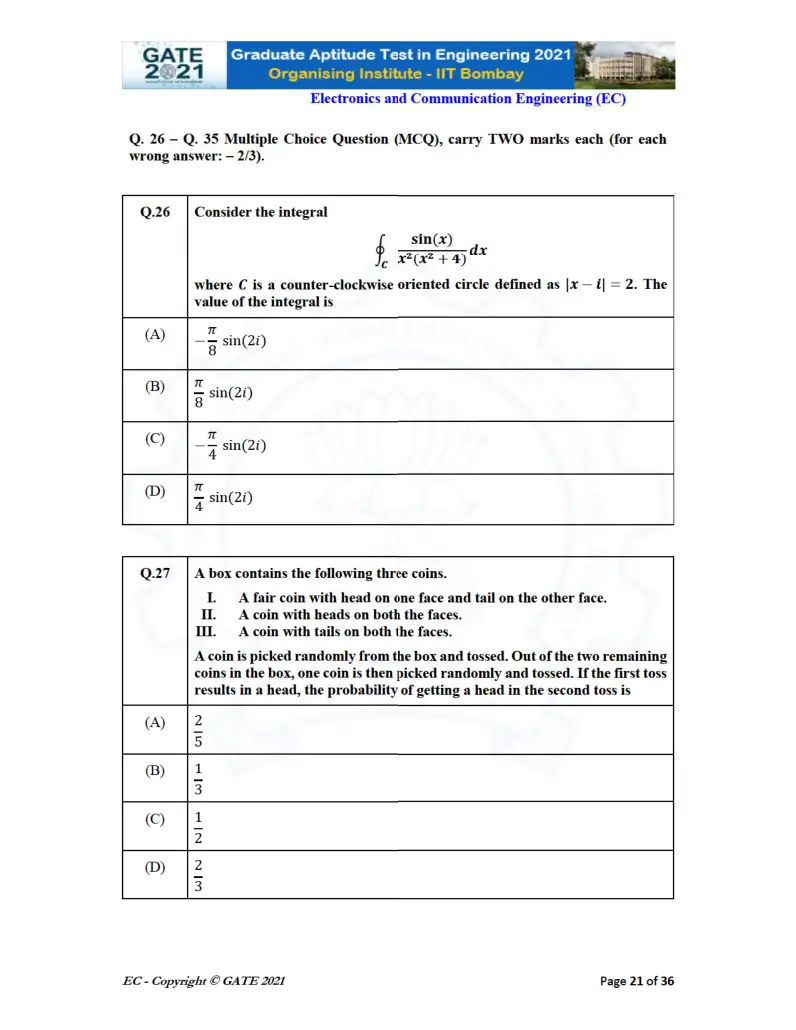 GATE 2021
Graduate Aptitude Test in Engineering 2021
Organising Institute - IIT Bombay
Electronics and Communication Engineering (EC)
Q. 26 – Q. 35 Multiple Choice Question (MCQ), carry TWO marks each (for each
wrong answer: – 2/3).
Q.26 Consider the integral
∮_C sin(x) / (x²(x² + 4)) dx
where C is a counter-clockwise oriented circle defined as |x − i| = 2. The
value of the integral is
(A) −π/8 sin(2i)
(B) π/8 sin(2i)
(C) −π/4 sin(2i)
(D) π/4 sin(2i)
Q.27 A box contains the following three coins.
I. A fair coin with head on one face and tail on the other face.
II. A coin with heads on both the faces.
III. A coin with tails on both the faces.
A coin is picked randomly from the box and tossed. Out of the two remaining
coins in the box, one coin is then picked randomly and tossed. If the first toss
results in a head, the probability of getting a head in the second toss is
(A) 2/5
(B) 1/3
(C) 1/2
(D) 2/3
EC - Copyright © GATE 2021 Page 21 of 36